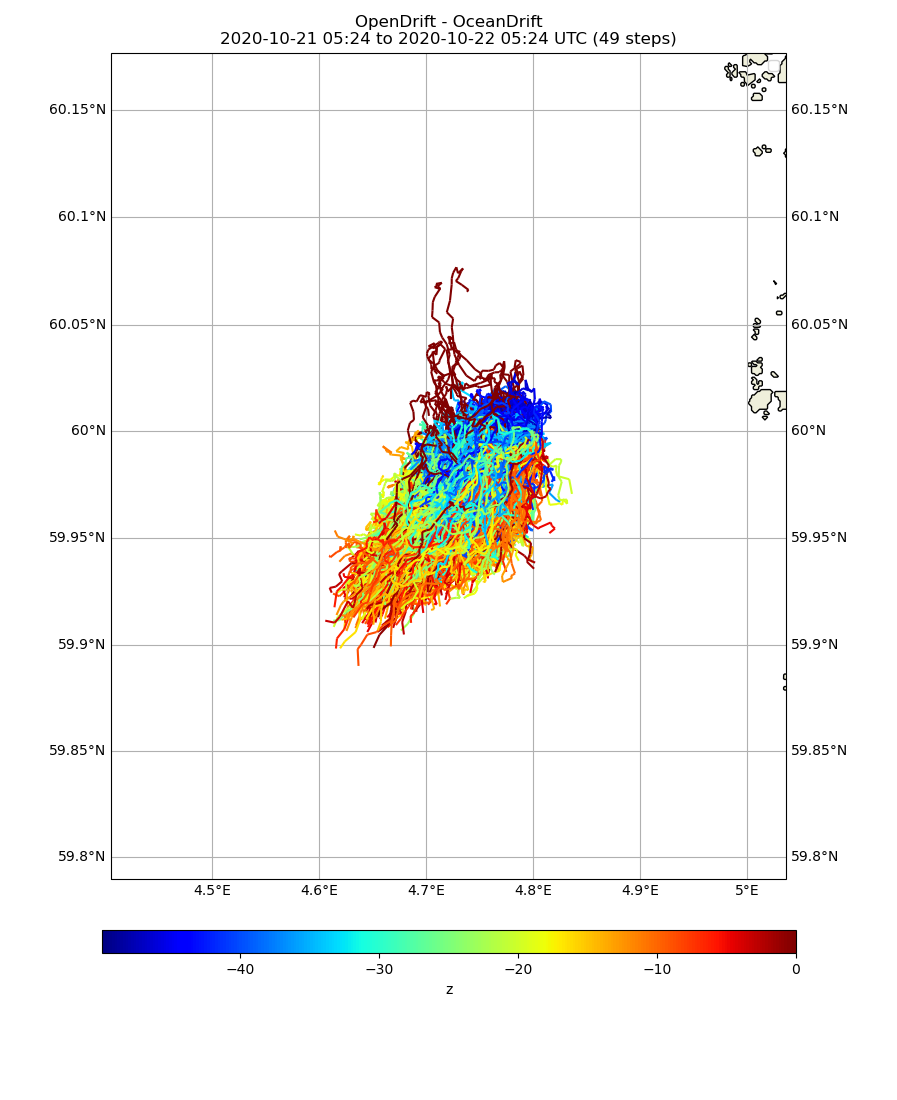 OpenDrift - OceanDrift
2020-10-21 05:24 to 2020-10-22 05:24 UTC (49 steps)
60.15°N 60.15°N
60.1°N 60.1°N
60.05°N 60.05°N
60°N 60°N
59.95°N 59.95°N
59.9°N 59.9°N
59.85°N 59.85°N
59.8°N 59.8°N
4.5°E 4.6°E 4.7°E 4.8°E 4.9°E 5°E
−40 −30 −20 −10 0
z